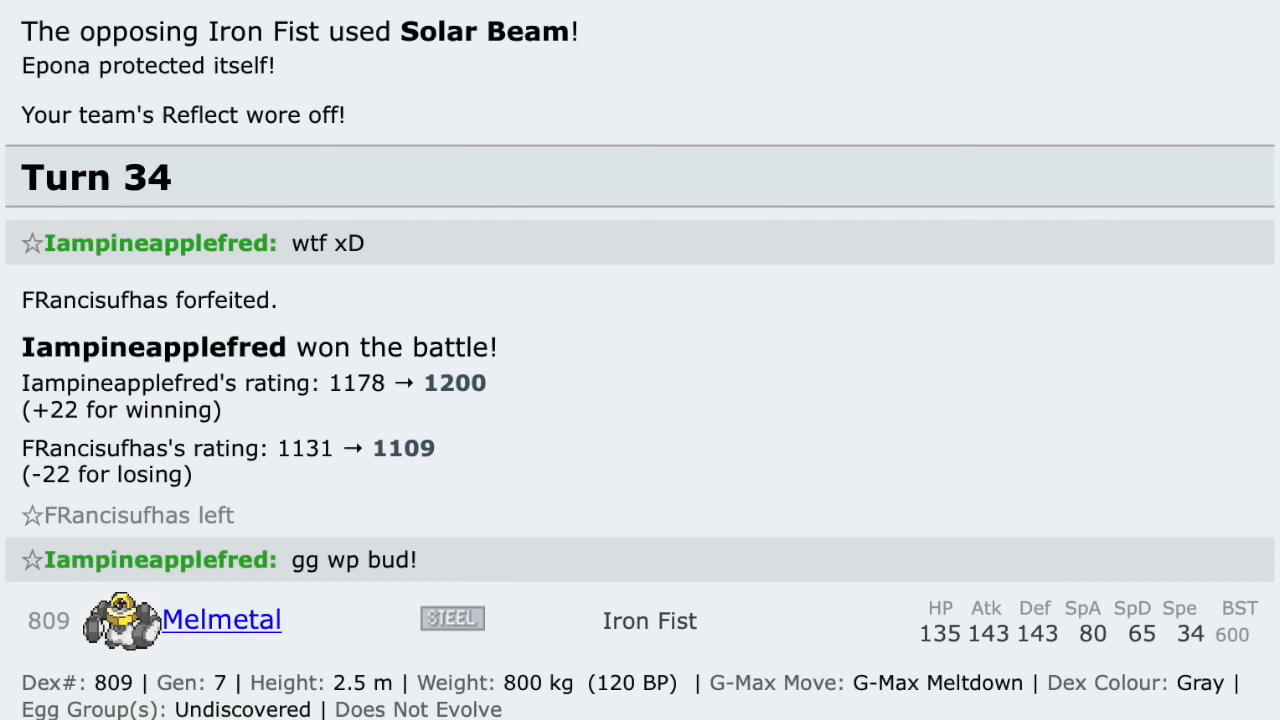 The opposing Iron Fist used Solar Beam!
Epona protected itself!
Your team's Reflect wore off!
Turn 34
☆Iampineapplefred: wtf xD
FRancisufhas forfeited.
Iampineapplefred won the battle!
Iampineapplefred's rating: 1178 → 1200
(+22 for winning)
FRancisufhas's rating: 1131 → 1109
(-22 for losing)
☆FRancisufhas left
☆Iampineapplefred: gg wp bud!
HP Atk Def SpA SpD Spe BST
809 Melmetal STEEL Iron Fist 135 143 143 80 65 34 600
Dex#: 809 | Gen: 7 | Height: 2.5 m | Weight: 800 kg (120 BP) | G-Max Move: G-Max Meltdown | Dex Colour: Gray |
Egg Group(s): Undiscovered | Does Not Evolve